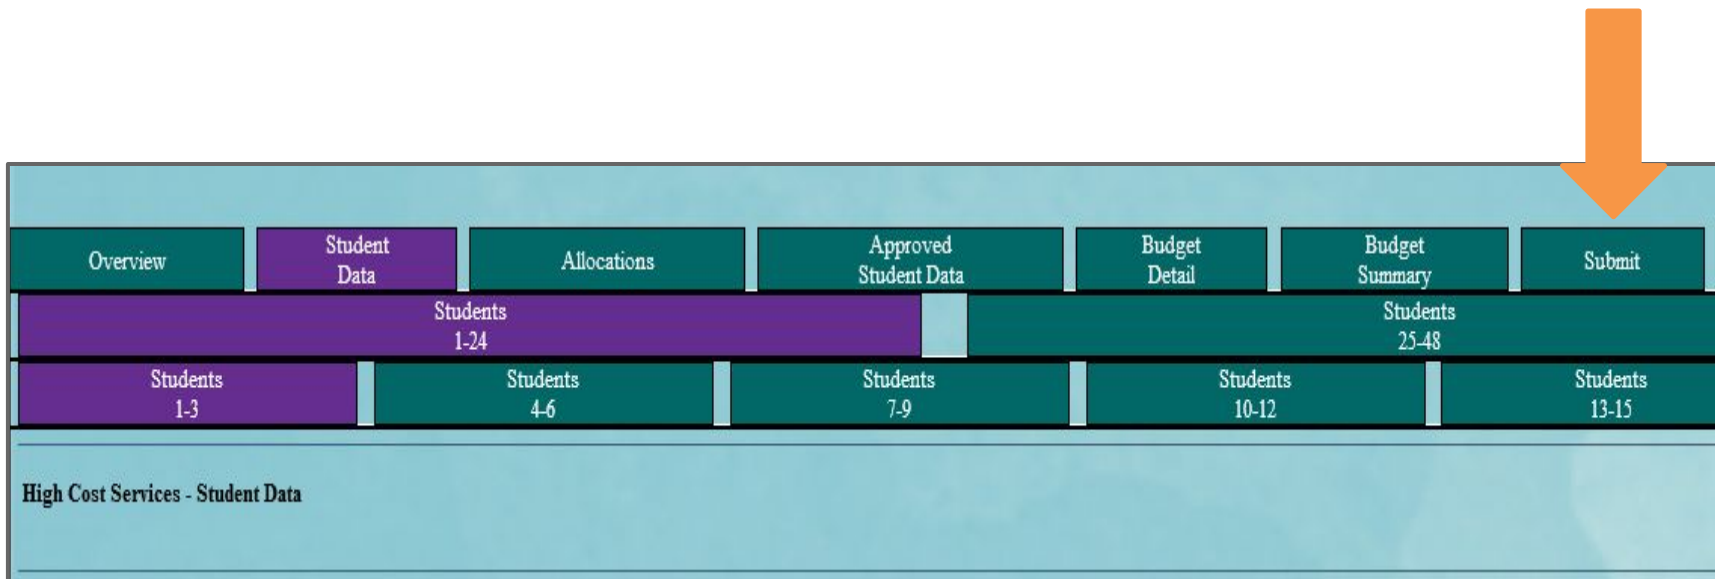 Overview
Student
Data
Allocations
Approved
Student Data
Budget
Detail
Budget
Summary
Submit
Students
1-24
Students
25-48
Students
1-3
Students
4-6
Students
7-9
Students
10-12
Students
13-15
High Cost Services - Student Data